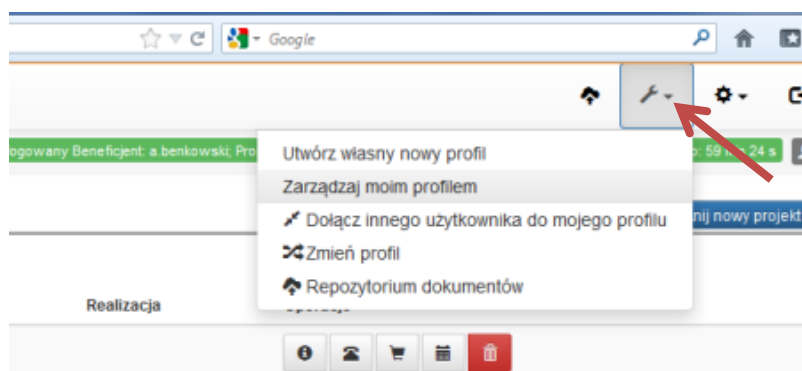 Google
ogowany Beneficjent: a.benkowski; Pro
59 24 s
Utwórz własny nowy profil
Zarządzaj moim profilem
Dołącz innego użytkownika do mojego profilu
nij nowy projekt
Zmień profil
Repozytorium dokumentów
Realizacja